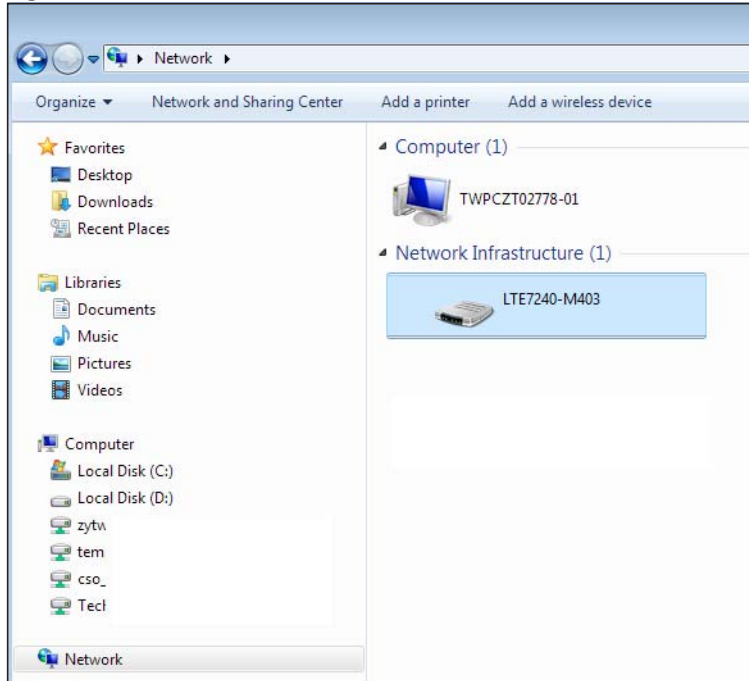 Network
Organize Network and Sharing Center Add a printer Add a wireless device
Favorites
Desktop
Downloads
Recent Places
Libraries
Documents
Music
Pictures
Videos
Computer
Local Disk (C:)
Local Disk (D:)
tem
cso_
Network
Computer (1)
TWPCZT02778-01
Network Infrastructure (1)
LTE7240-M403